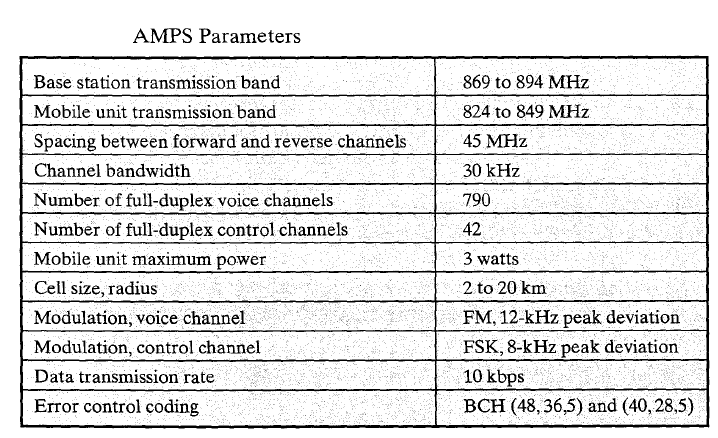 AMPS Parameters
Base station transmission band 869 to 894 MHz
Mobile unit transmission band 824 to 849 MHz
Spacing between forward and reverse channels 45 MHz
Channel bandwidth 30 kHz
Number of full-duplex voice channels 790
Number of full-duplex control channels 42
Mobile unit maximum power 3 watts
Cell size, radius 2 to 20 km
Modulation, voice channel FM, 12-kHz peak deviation
Modulation, control channel FSK, 8-kHz peak deviation
Data transmission rate 10 kbps
Error control coding BCH (48, 36,5) and (40, 28,5)